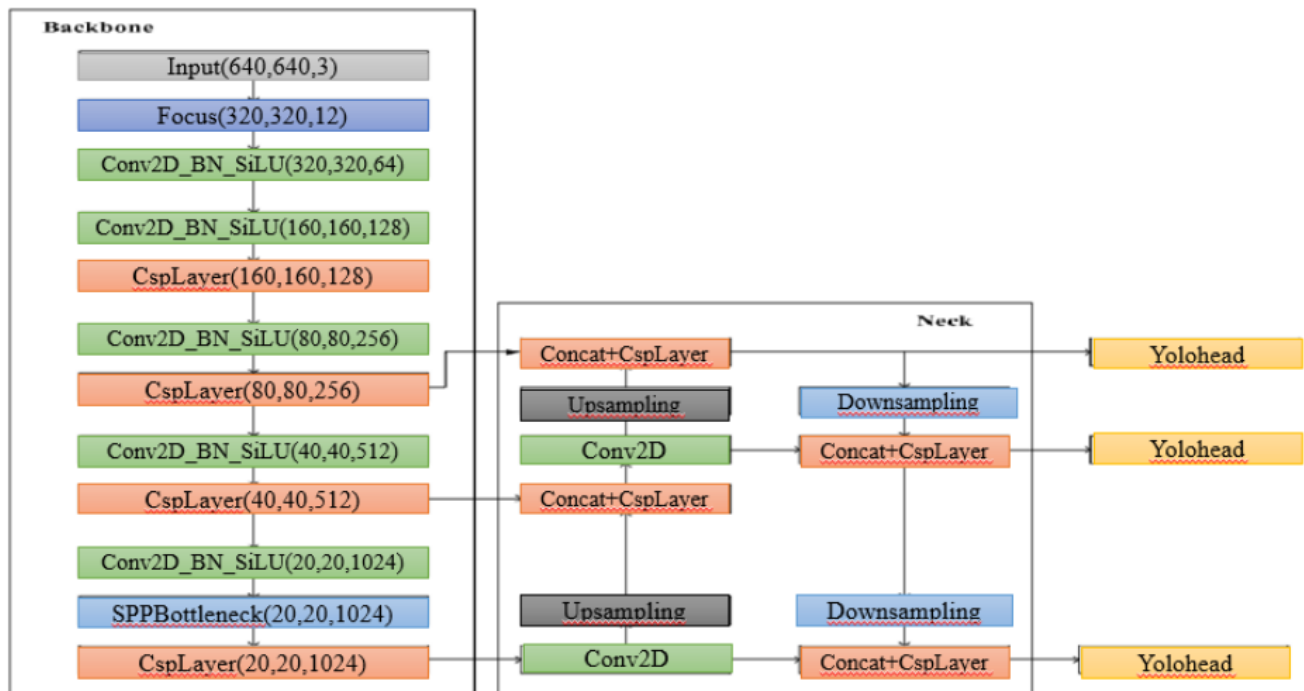 Backbone
Input(640,640,3)
Focus(320,320,12)
Conv2D_BN_SiLU(320,320,64)
Conv2D_BN_SiLU(160,160,128)
CspLayer(160,160,128)
Conv2D_BN_SiLU(80,80,256)
CspLayer(80,80,256)
Conv2D_BN_SiLU(40,40,512)
CspLayer(40,40,512)
Conv2D_BN_SiLU(20,20,1024)
SPPBottleneck(20,20,1024)
CspLayer(20,20,1024)
Neck
Concat+CspLayer
Upsampling
Conv2D
Concat+CspLayer
Upsampling
Conv2D
Downsampling
Concat+CspLayer
Downsampling
Concat+CspLayer
Yolohead
Yolohead
Yolohead